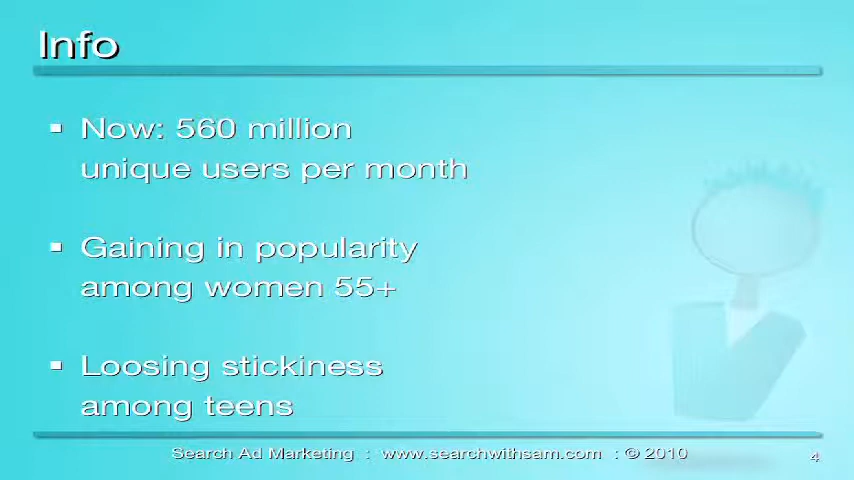 Info
▪ Now: 560 million
unique users per month
▪ Gaining in popularity
among women 55+
▪ Loosing stickiness
among teens
Search Ad Marketing : www.searchwithsam.com : © 2010 4